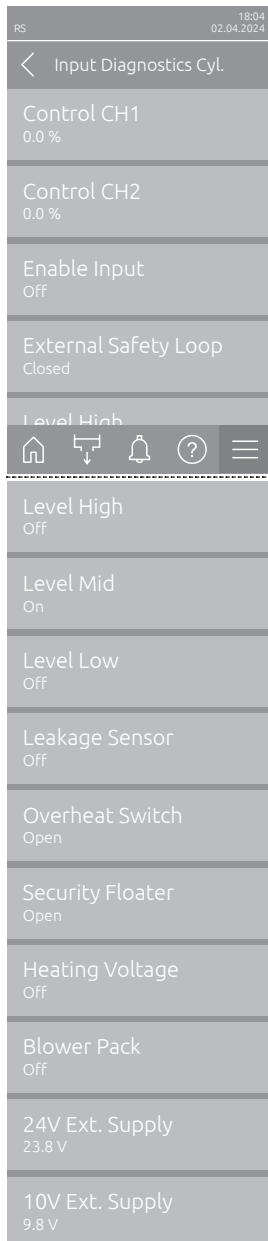 18:04
RS 02.04.2024
Input Diagnostics Cyl.
Control CH1
0.0 %
Control CH2
0.0 %
Enable Input
Off
External Safety Loop
Closed
Level High
Level High
Off
Level Mid
On
Level Low
Off
Leakage Sensor
Off
Overheat Switch
Open
Security Floater
Open
Heating Voltage
Off
Blower Pack
Off
24V Ext. Supply
23.8 V
10V Ext. Supply
9.8 V